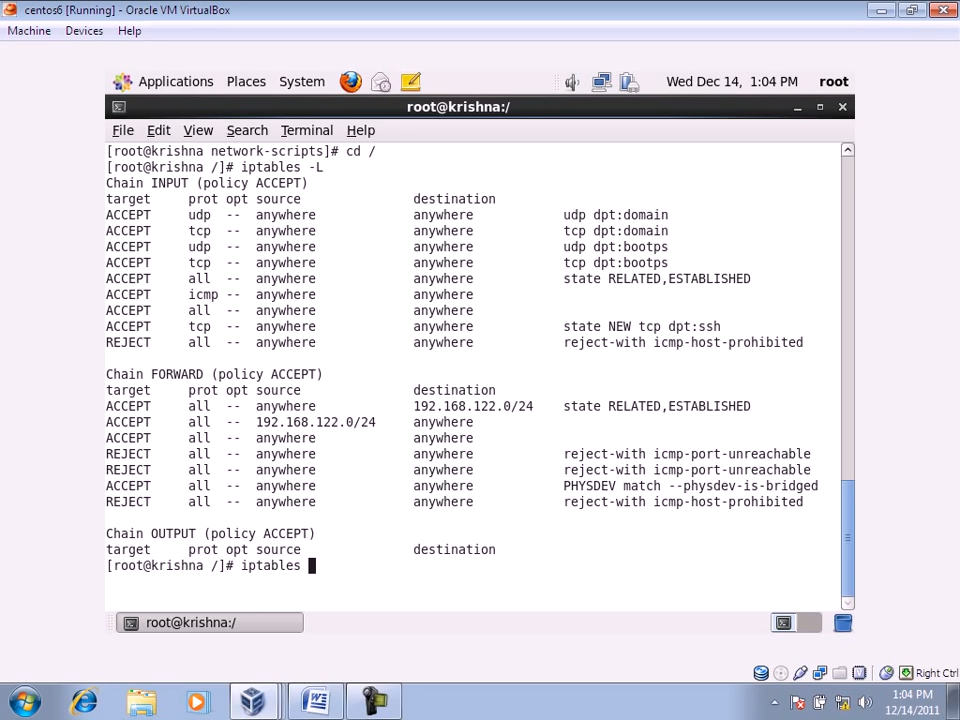 centos6 [Running] - Oracle VM VirtualBox
Machine Devices Help
Applications Places System Wed Dec 14, 1:04 PM root
root@krishna:/
File Edit View Search Terminal Help
[root@krishna network-scripts]# cd /
[root@krishna /]# iptables -L
Chain INPUT (policy ACCEPT)
target prot opt source destination
ACCEPT udp -- anywhere anywhere udp dpt:domain
ACCEPT tcp -- anywhere anywhere tcp dpt:domain
ACCEPT udp -- anywhere anywhere udp dpt:bootps
ACCEPT tcp -- anywhere anywhere tcp dpt:bootps
ACCEPT all -- anywhere anywhere state RELATED,ESTABLISHED
ACCEPT icmp -- anywhere anywhere
ACCEPT all -- anywhere anywhere
ACCEPT tcp -- anywhere anywhere state NEW tcp dpt:ssh
REJECT all -- anywhere anywhere reject-with icmp-host-prohibited
Chain FORWARD (policy ACCEPT)
target prot opt source destination
ACCEPT all -- anywhere 192.168.122.0/24 state RELATED,ESTABLISHED
ACCEPT all -- 192.168.122.0/24 anywhere
ACCEPT all -- anywhere anywhere
REJECT all -- anywhere anywhere reject-with icmp-port-unreachable
REJECT all -- anywhere anywhere reject-with icmp-port-unreachable
ACCEPT all -- anywhere anywhere PHYSDEV match --physdev-is-bridged
REJECT all -- anywhere anywhere reject-with icmp-host-prohibited
Chain OUTPUT (policy ACCEPT)
target prot opt source destination
[root@krishna /]# iptables
root@krishna:/
Right Ctrl
1:04 PM
12/14/2011